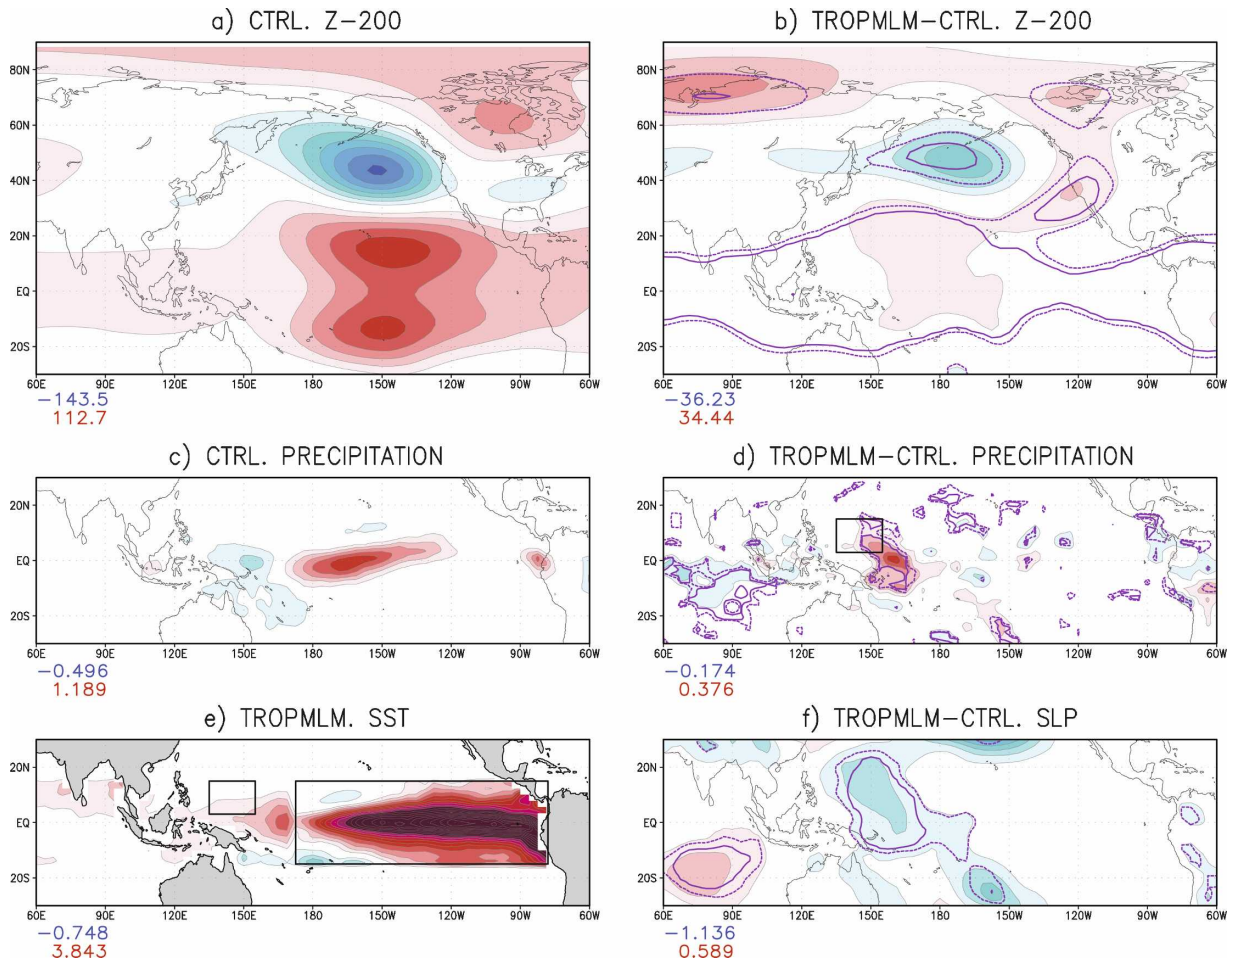 a) CTRL. Z-200
b) TROPMLM-CTRL. Z-200
80N
60N
40N
20N
EQ
20S
60E 90E 120E 150E 180 150W 120W 90W 60W
-143.5
112.7
80N
60N
40N
20N
EQ
20S
60E 90E 120E 150E 180 150W 120W 90W 60W
-36.23
34.44
c) CTRL. PRECIPITATION
d) TROPMLM-CTRL. PRECIPITATION
20N
EQ
20S
60E 90E 120E 150E 180 150W 120W 90W 60W
-0.496
1.189
20N
EQ
20S
60E 90E 120E 150E 180 150W 120W 90W 60W
-0.174
0.376
e) TROPMLM. SST
f) TROPMLM-CTRL. SLP
20N
EQ
20S
60E 90E 120E 150E 180 150W 120W 90W 60W
-0.748
3.843
20N
EQ
20S
60E 90E 120E 150E 180 150W 120W 90W 60W
-1.136
0.589